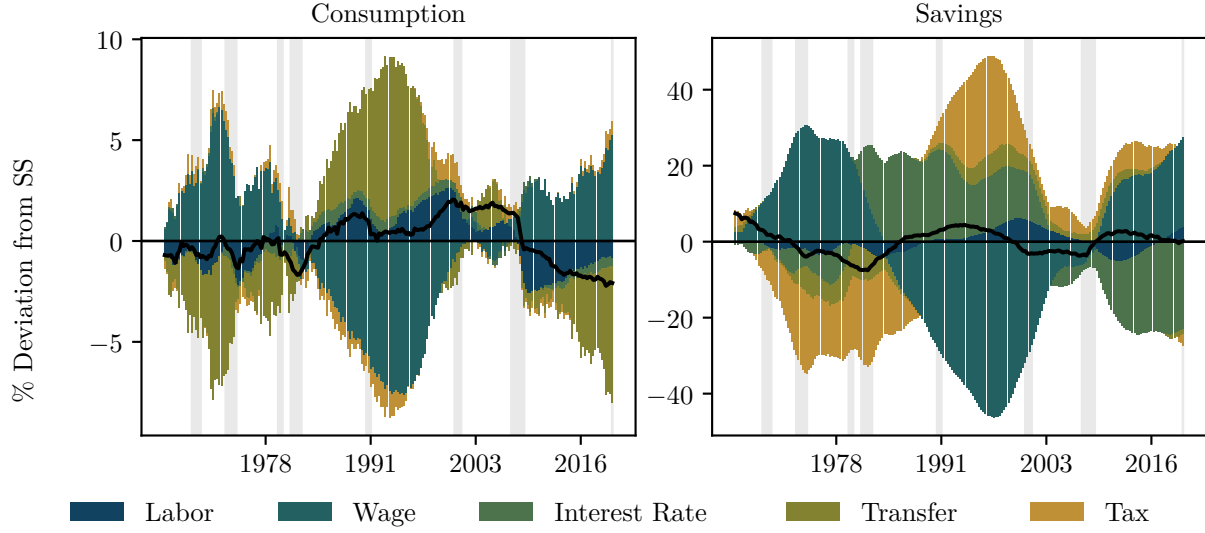 Consumption
Savings
% Deviation from SS
10
5
0
−5
40
20
0
−20
−40
1978
1991
2003
2016
1978
1991
2003
2016
Labor
Wage
Interest Rate
Transfer
Tax